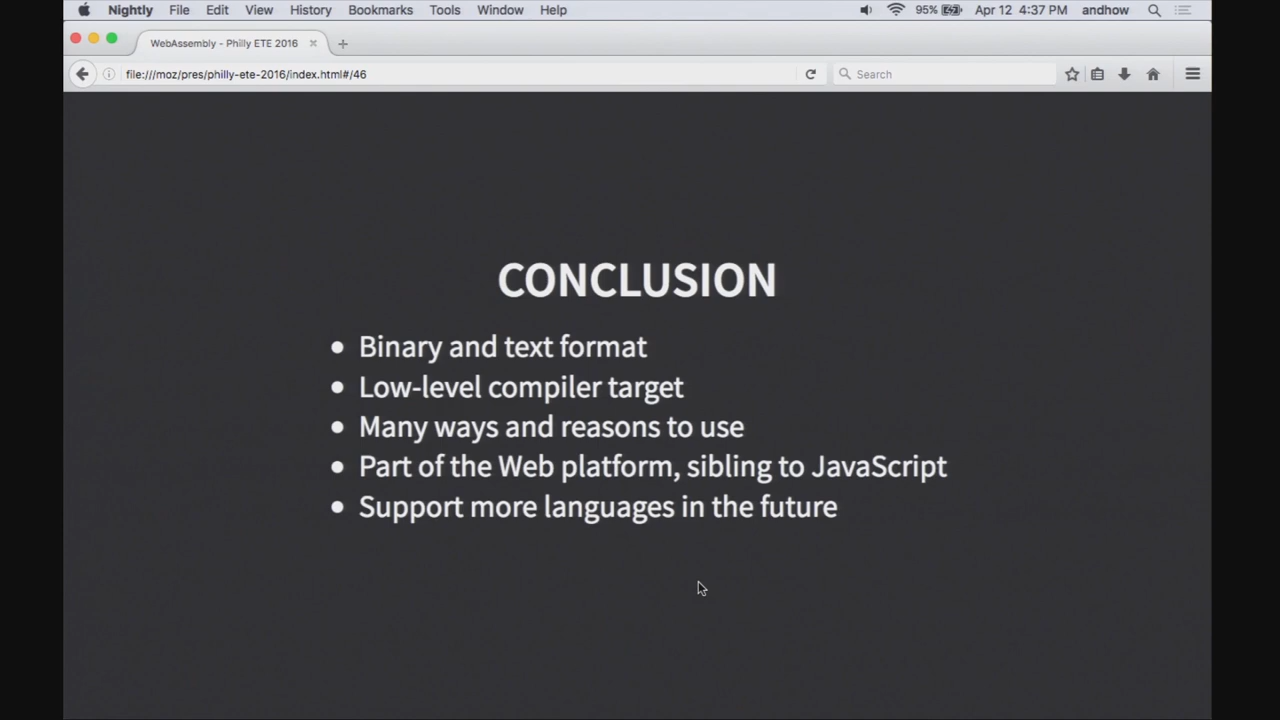 Nightly File Edit View History Bookmarks Tools Window Help 95% Apr 12 4:37 PM andhow
WebAssembly - Philly ETE 2016
file:///moz/pres/philly-ete-2016/index.html#/46 Search
CONCLUSION
Binary and text format
Low-level compiler target
Many ways and reasons to use
Part of the Web platform, sibling to JavaScript
Support more languages in the future